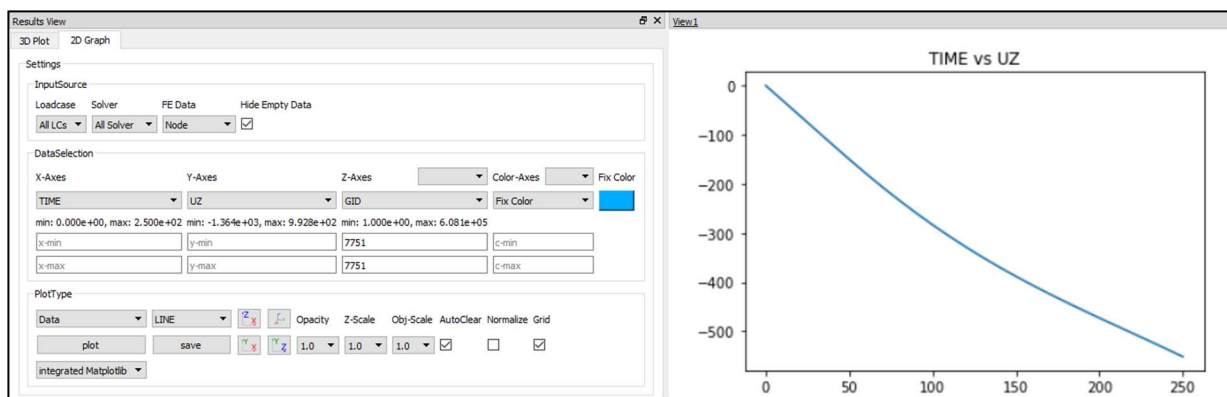 Results View
3D Plot 2D Graph
Settings
InputSource
Loadcase Solver FE Data Hide Empty Data
All LCs All Solver Node
DataSelection
X-Axes Y-Axes Z-Axes Color-Axes Fix Color
TIME UZ GID Fix Color
min: 0.000e+00, max: 2.500e+02 min: -1.364e+03, max: 9.928e+02 min: 1.000e+00, max: 6.081e+05
x-min y-min 7751 c-min
x-max y-max 7751 c-max
PlotType
Data LINE Z X Opacity Z-Scale Obj-Scale AutoClear Normalize Grid
plot save Y X Y Z 1.0 1.0 1.0
integrated Matplotlib
View1
TIME vs UZ
0
−100
−200
−300
−400
−500
0 50 100 150 200 250